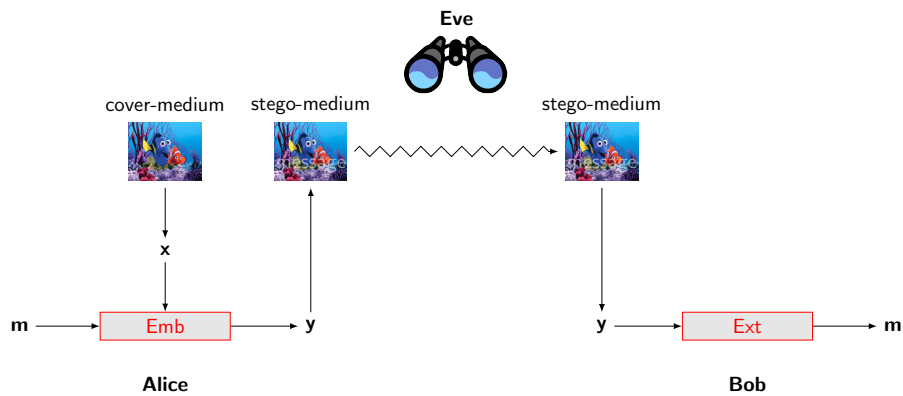 Eve
cover-medium
stego-medium
stego-medium
message
message
x
m
Emb
y
y
Ext
m
Alice
Bob